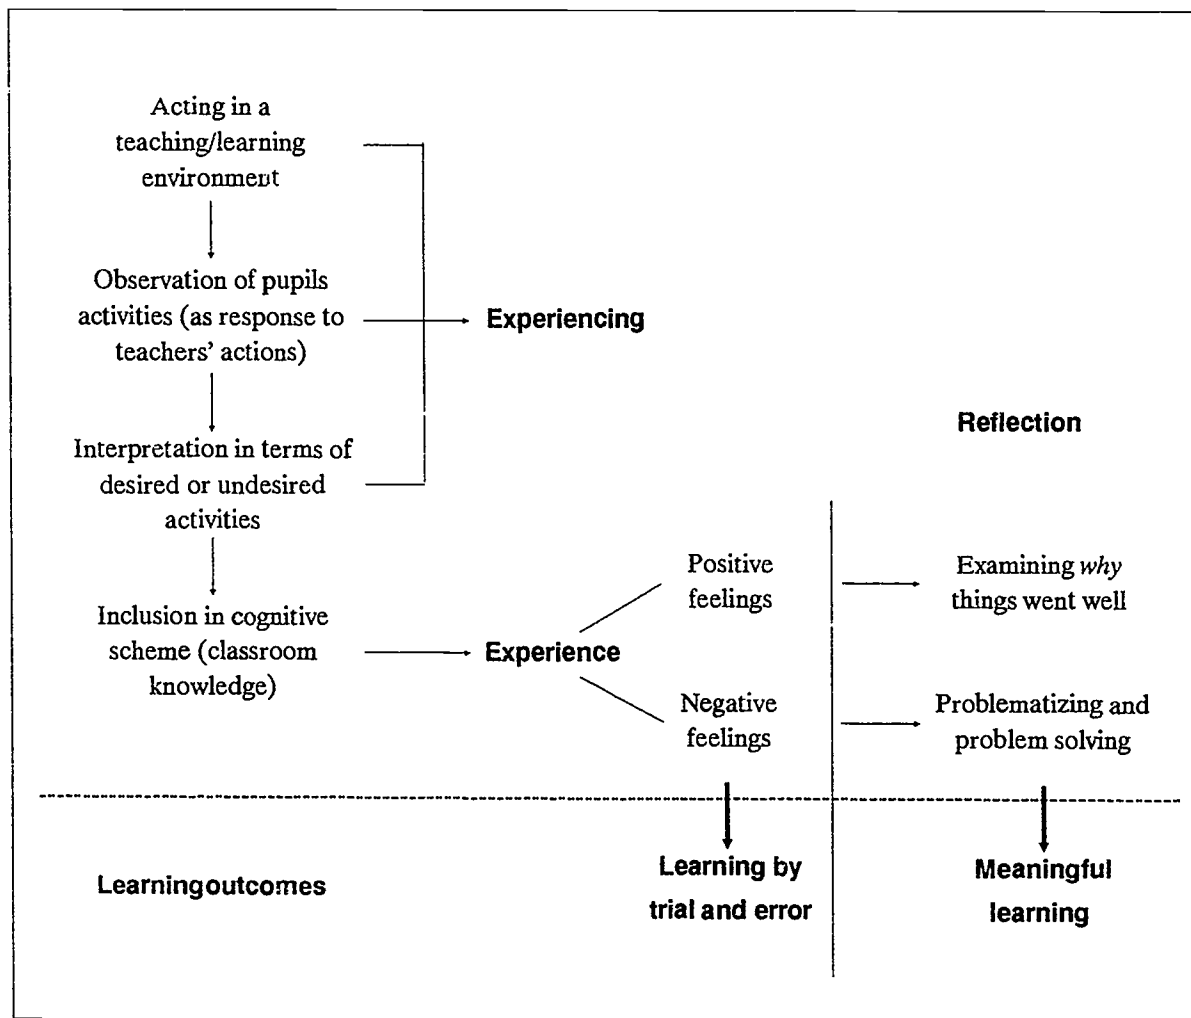 Acting in a
teaching/learning
environment
Observation of pupils
activities (as response to
teachers' actions)
Experiencing
Interpretation in terms of
desired or undesired
activities
Inclusion in cognitive
scheme (classroom
knowledge)
Experience
Positive
feelings
Negative
feelings
Reflection
Examining why
things went well
Problematizing and
problem solving
Learningoutcomes
Learning by
trial and error
Meaningful
learning